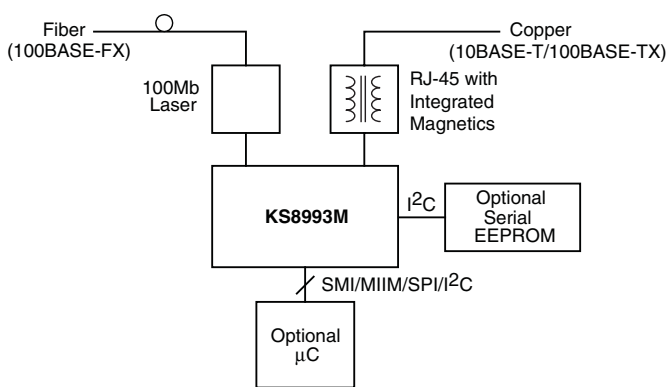 Fiber
(100BASE-FX)
Copper
(10BASE-T/100BASE-TX)
100Mb
Laser
RJ-45 with
Integrated
Magnetics
KS8993M
I2C
Optional
Serial
EEPROM
SMI/MIIM/SPI/I2C
Optional
µC